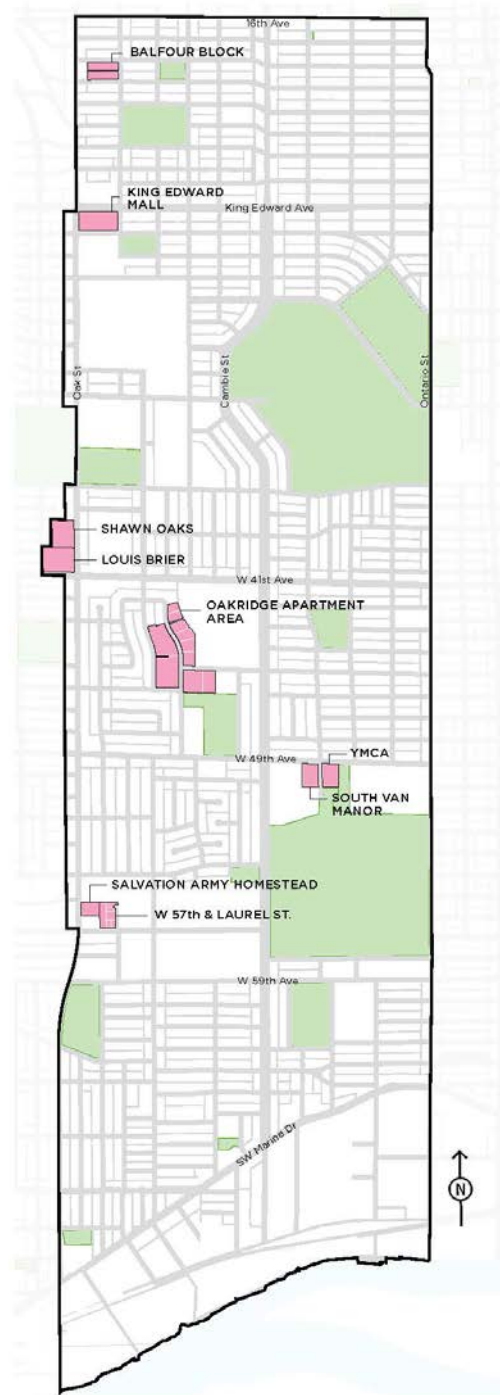 16th Ave
BALFOUR BLOCK
KING EDWARD
MALL
King Edward Ave
Oak St
Cambie St
Ontario St
SHAWN OAKS
LOUIS BRIER
W 41st Ave
OAKRIDGE APARTMENT
AREA
W 49th Ave
YMCA
SOUTH VAN
MANOR
SALVATION ARMY HOMESTEAD
W 57th & LAUREL ST.
W 59th Ave
SW Marine Dr
N